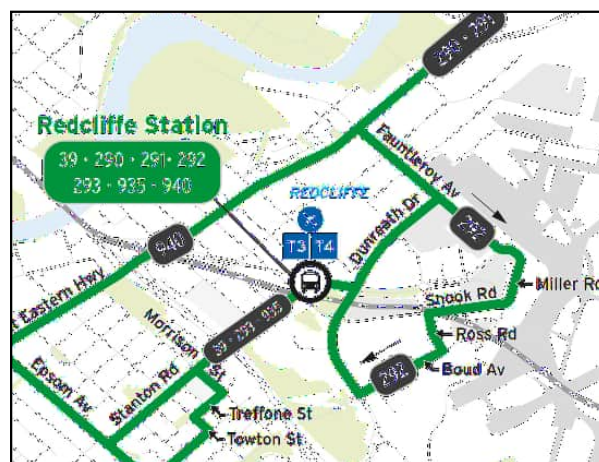 290 · 291
Redcliffe Station
39 · 290 · 291 · 292
293 · 935 · 940
Fauntleroy Av
REDCLIFFE
T3 T4
Dunreath Dr
292
940
Snook Rd
Miller Rd
t Eastern Hwy
Morrison St
39 · 293 · 935
Ross Rd
Epsom Av
Stanton Rd
292
Boud Av
Treffone St
Towton St